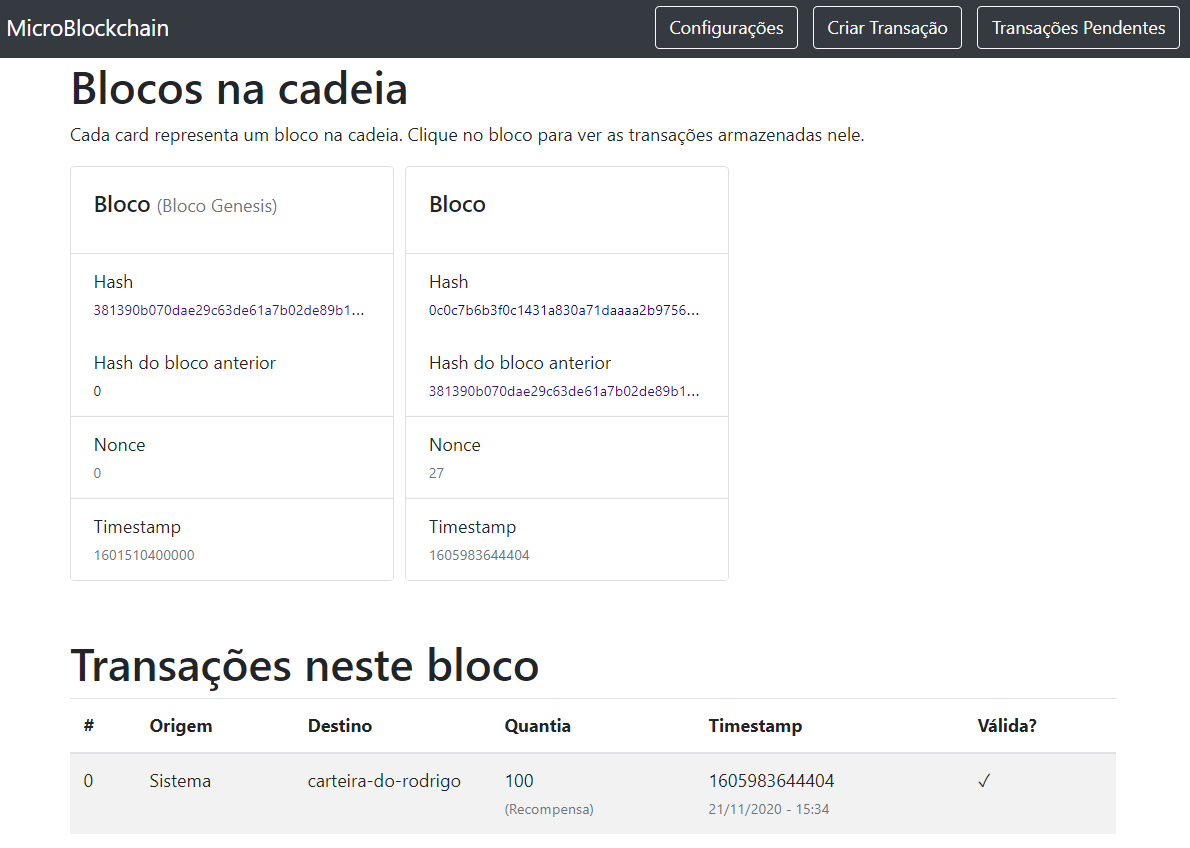 MicroBlockchain
Configurações
Criar Transação
Transações Pendentes
Blocos na cadeia
Cada card representa um bloco na cadeia. Clique no bloco para ver as transações armazenadas nele.
Bloco (Bloco Genesis)
Hash
381390b070dae29c63de61a7b02de89b1...
Hash do bloco anterior
0
Nonce
0
Timestamp
1601510400000
Bloco
Hash
0c0c7b6b3f0c1431a830a71daaaa2b9756...
Hash do bloco anterior
381390b070dae29c63de61a7b02de89b1...
Nonce
27
Timestamp
1605983644404
Transações neste bloco
# Origem Destino Quantia Timestamp Válida?
0 Sistema carteira-do-rodrigo 100 1605983644404 ✓
(Recompensa) 21/11/2020 - 15:34